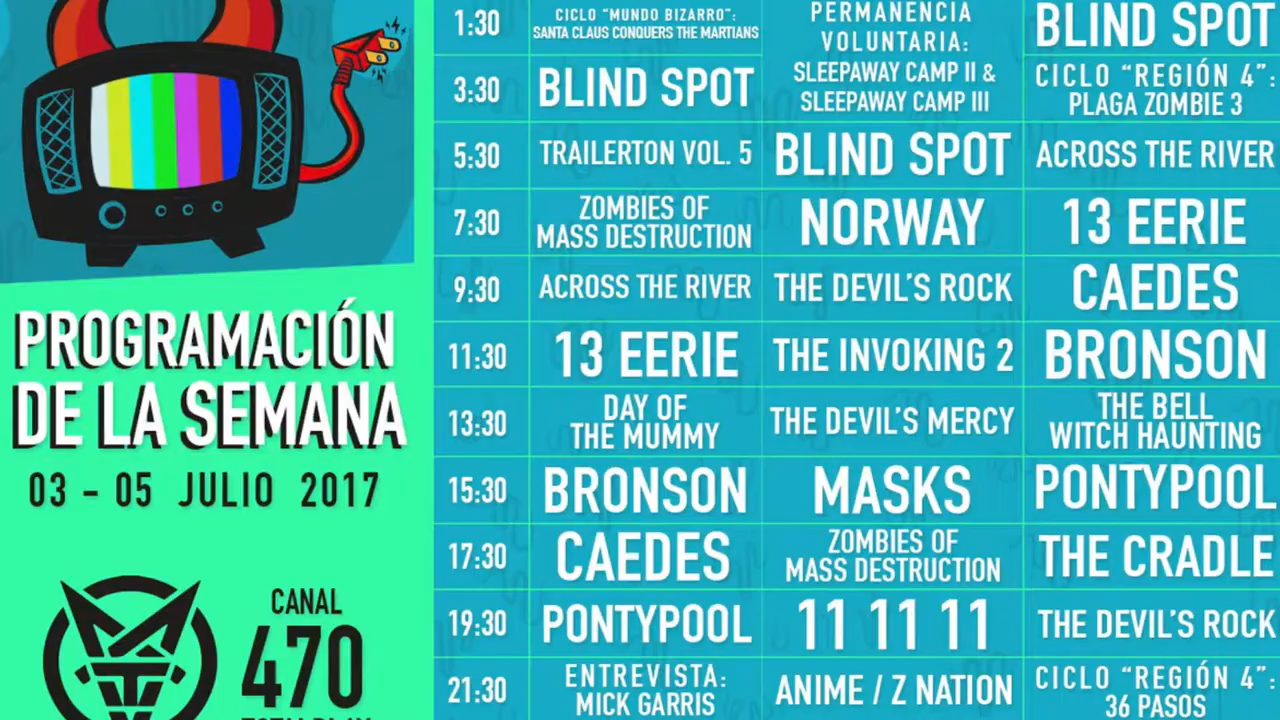 PROGRAMACIÓN
DE LA SEMANA
03 - 05 JULIO 2017
CANAL
470
1:30
CICLO “MUNDO BIZARRO”:
SANTA CLAUS CONQUERS THE MARTIANS
PERMANENCIA
VOLUNTARIA:
SLEEPAWAY CAMP II &
SLEEPAWAY CAMP III
BLIND SPOT
3:30
BLIND SPOT
CICLO “REGIÓN 4”:
PLAGA ZOMBIE 3
5:30
TRAILERTON VOL. 5
BLIND SPOT
ACROSS THE RIVER
7:30
ZOMBIES OF
MASS DESTRUCTION
NORWAY
13 EERIE
9:30
ACROSS THE RIVER
THE DEVIL’S ROCK
CAEDES
11:30
13 EERIE
THE INVOKING 2
BRONSON
13:30
DAY OF
THE MUMMY
THE DEVIL’S MERCY
THE BELL
WITCH HAUNTING
15:30
BRONSON
MASKS
PONTYPOOL
17:30
CAEDES
ZOMBIES OF
MASS DESTRUCTION
THE CRADLE
19:30
PONTYPOOL
11 11 11
THE DEVIL’S ROCK
21:30
ENTREVISTA:
MICK GARRIS
ANIME / Z NATION
CICLO “REGIÓN 4”:
36 PASOS